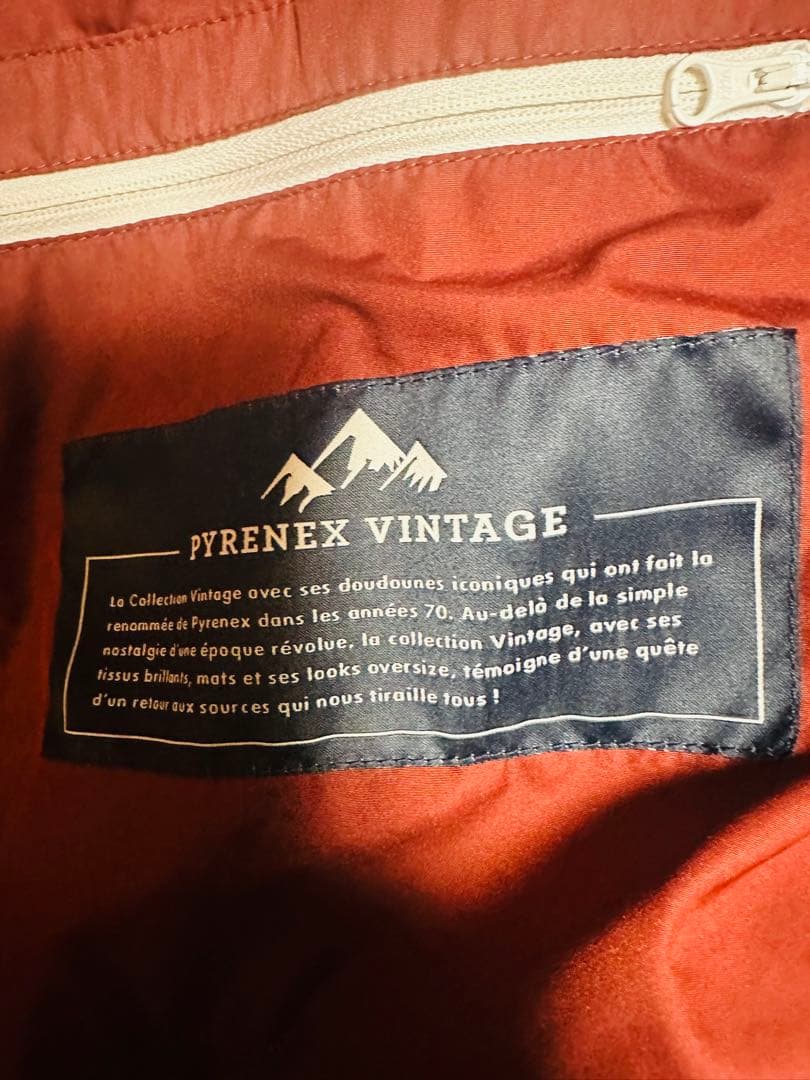 PYRENEX VINTAGE
La Collection Vintage avec ses doudounes iconiques qui ont fait la
renommée de Pyrenex dans les années 70. Au-delà de la simple
nostalgie d'une époque révolue, la collection Vintage, avec ses
tissus brillants, mats et ses looks oversize, témoigne d'une quête
d'un retour aux sources qui nous tiraille tous !